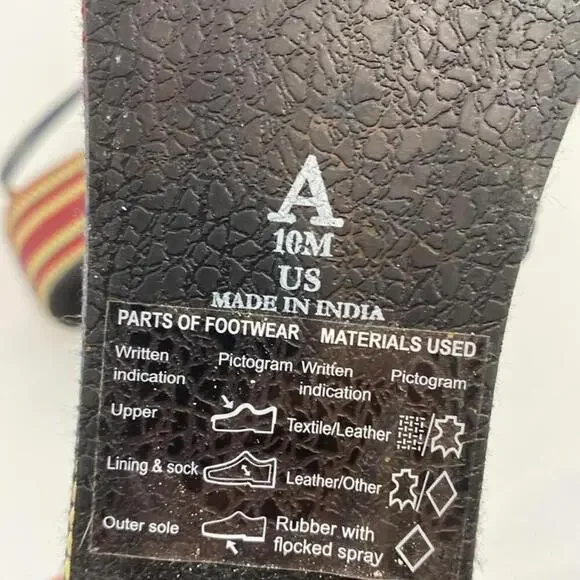 A
10M
US
MADE IN INDIA
PARTS OF FOOTWEAR MATERIALS USED
Written indication Pictogram Written indication Pictogram
Upper Textile/Leather
Lining & sock Leather/Other
Outer sole Rubber with flocked spray